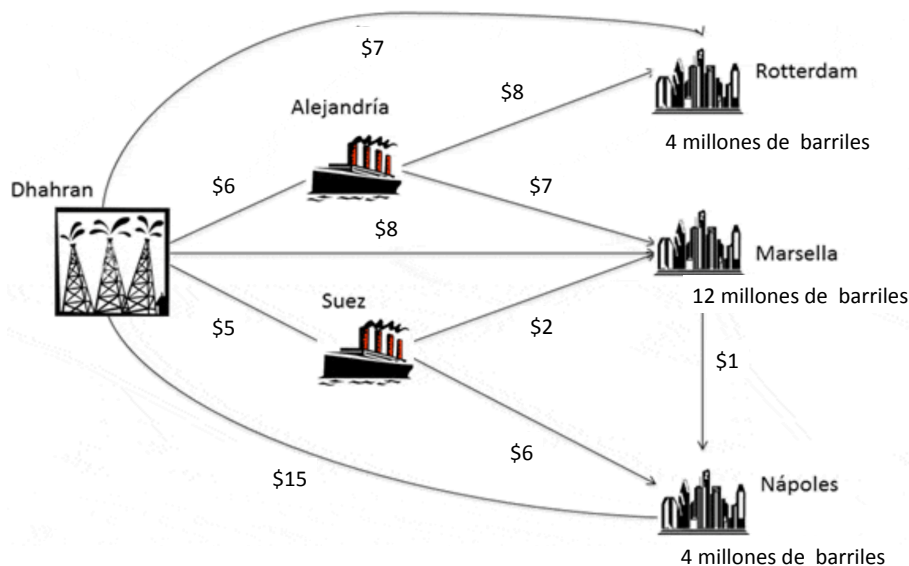 $7
Rotterdam
$8
Alejandría
4 millones de barriles
Dhahran
$6
$7
$8
Marsella
Suez
12 millones de barriles
$5
$2
$1
$6
$15
Nápoles
4 millones de barriles